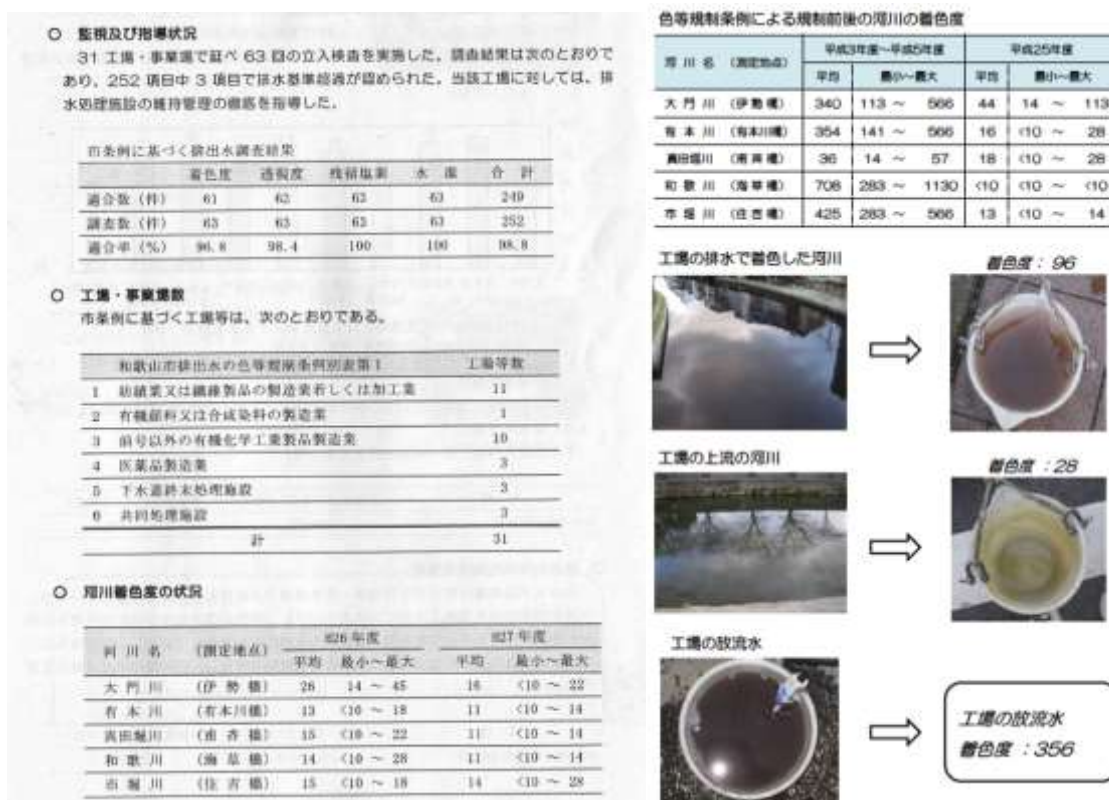 ○ 監視及び指導状況
31 工場・事業場で延べ 63 回の立入検査を実施した。調査結果は次のとおりで
あり、252 項目中 3 項目で排水基準超過が認められた。当該工場に対しては、排
水処理施設の維持管理の徹底を指導した。
市条例に基づく排出水調査結果
着色度 透視度 残留塩素 水温 合計
適合数（件） 61 62 63 63 249
調査数（件） 63 63 63 63 252
適合率（%） 96.8 98.4 100 100 98.8
○ 工場・事業場数
市条例に基づく工場等は、次のとおりである。
和歌山市排出水の色等規制条例別表第1 工場等数
1 紡績業又は繊維製品の製造業若しくは加工業 11
2 有機顔料又は合成染料の製造業 1
3 前号以外の有機化学工業製品製造業 10
4 医薬品製造業 3
5 下水道終末処理施設 3
6 共同処理施設 3
計 31
○ 河川着色度の状況
河川名 （測定地点） H26年度 H27年度
平均 最小～最大 平均 最小～最大
大門川 （伊勢橋） 26 14 ～ 45 16 <10 ～ 22
有本川 （有本川橋） 13 <10 ～ 18 11 <10 ～ 14
真田堀川 15 <10 ～ 22 11 <10 ～ 14
和歌川 （海草橋） 14 <10 ～ 28 11 <10 ～ 14
市堀川 （住吉橋） 15 <10 ～ 18 14 <10 ～ 28
色等規制条例による規制前後の河川の着色度
河川名 （測定地点） 平成3年度～平成5年度 平成25年度
平均 最小～最大 平均 最小～最大
大門川 （伊勢橋） 340 113 ～ 566 44 14 ～ 113
有本川 （有本川橋） 354 141 ～ 566 16 <10 ～ 28
真田堀川 36 14 ～ 57 18 <10 ～ 28
和歌川 （海草橋） 708 283 ～ 1130 <10 <10 ～ <10
市堀川 （住吉橋） 425 283 ～ 566 13 <10 ～ 14
工場の排水で着色した河川
着色度：96
工場の上流の河川
着色度：28
工場の放流水
工場の放流水
着色度：356